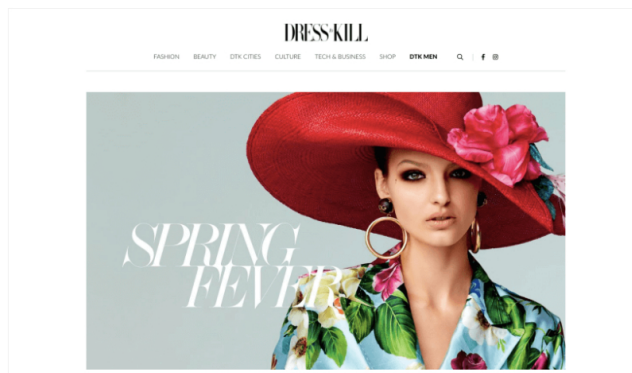 DRESS TO KILL
FASHION BEAUTY DTK CITIES CULTURE TECH & BUSINESS SHOP DTK MEN
SPRING
FEVER